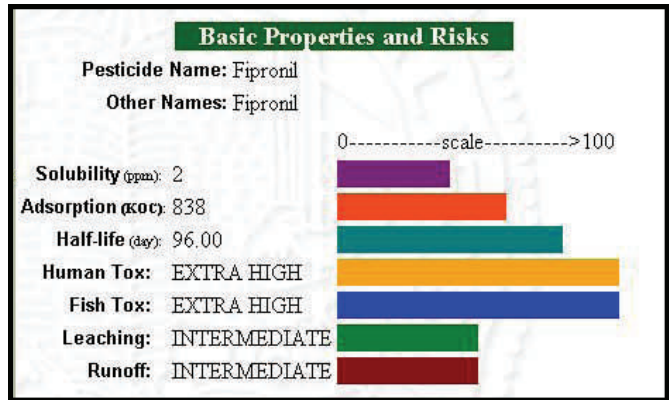 Basic Properties and Risks
Pesticide Name: Fipronil
Other Names: Fipronil
0-----------scale----------->100
Solubility (ppm): 2
Adsorption (KOC): 838
Half-life (day): 96.00
Human Tox: EXTRA HIGH
Fish Tox: EXTRA HIGH
Leaching: INTERMEDIATE
Runoff: INTERMEDIATE